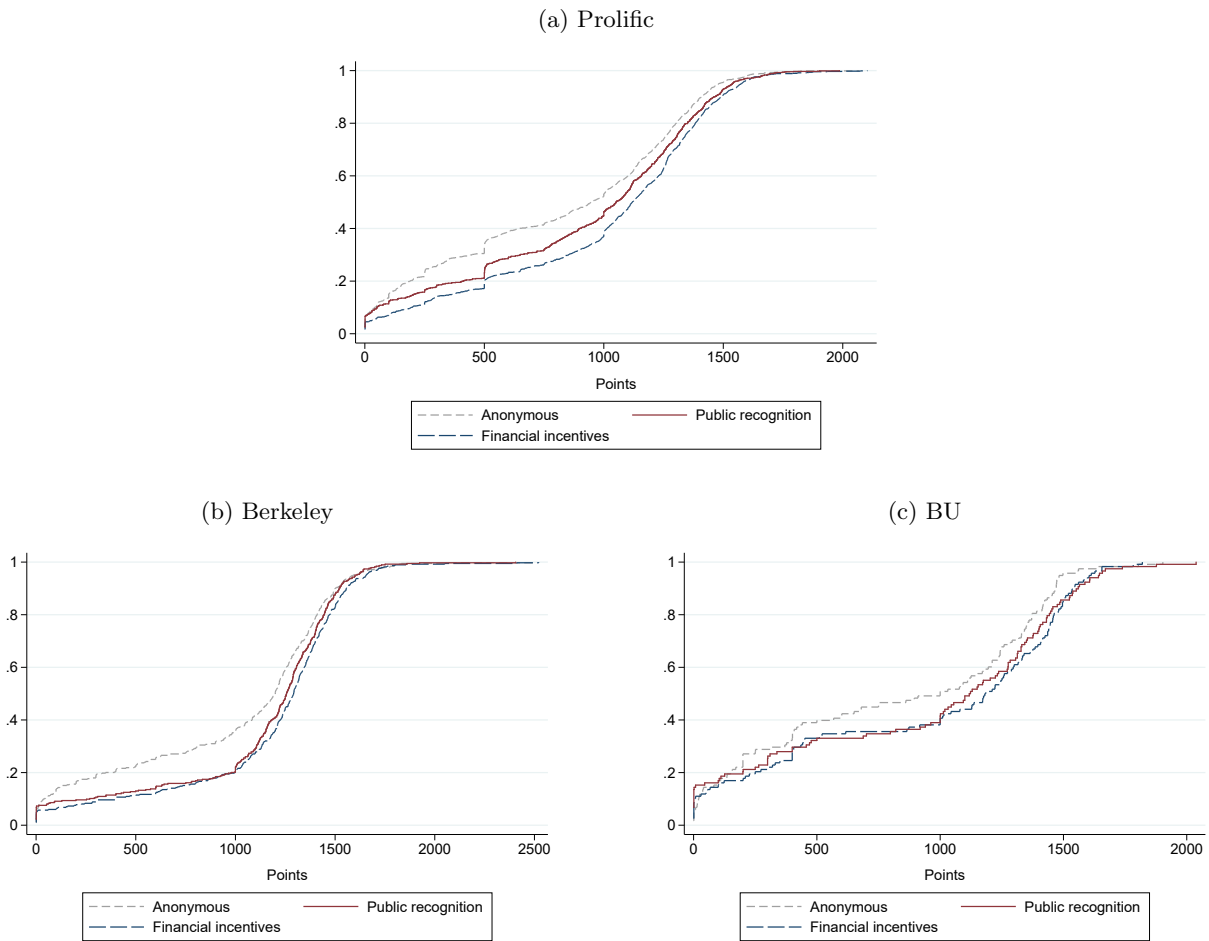 (a) Prolific
1
.8
.6
.4
.2
0
0 500 1000 1500 2000
Points
Anonymous Public recognition
Financial incentives
(b) Berkeley
1
.8
.6
.4
.2
0
0 500 1000 1500 2000 2500
Points
Anonymous Public recognition
Financial incentives
(c) BU
1
.8
.6
.4
.2
0
0 500 1000 1500 2000
Points
Anonymous Public recognition
Financial incentives